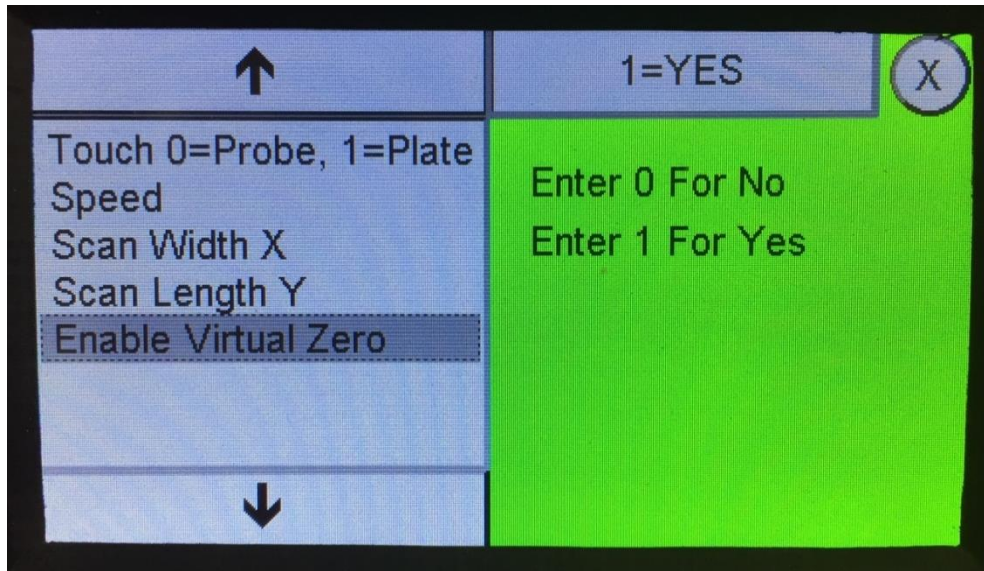 1=YES
X
Touch 0=Probe, 1=Plate
Speed
Scan Width X
Scan Length Y
Enable Virtual Zero
Enter 0 For No
Enter 1 For Yes